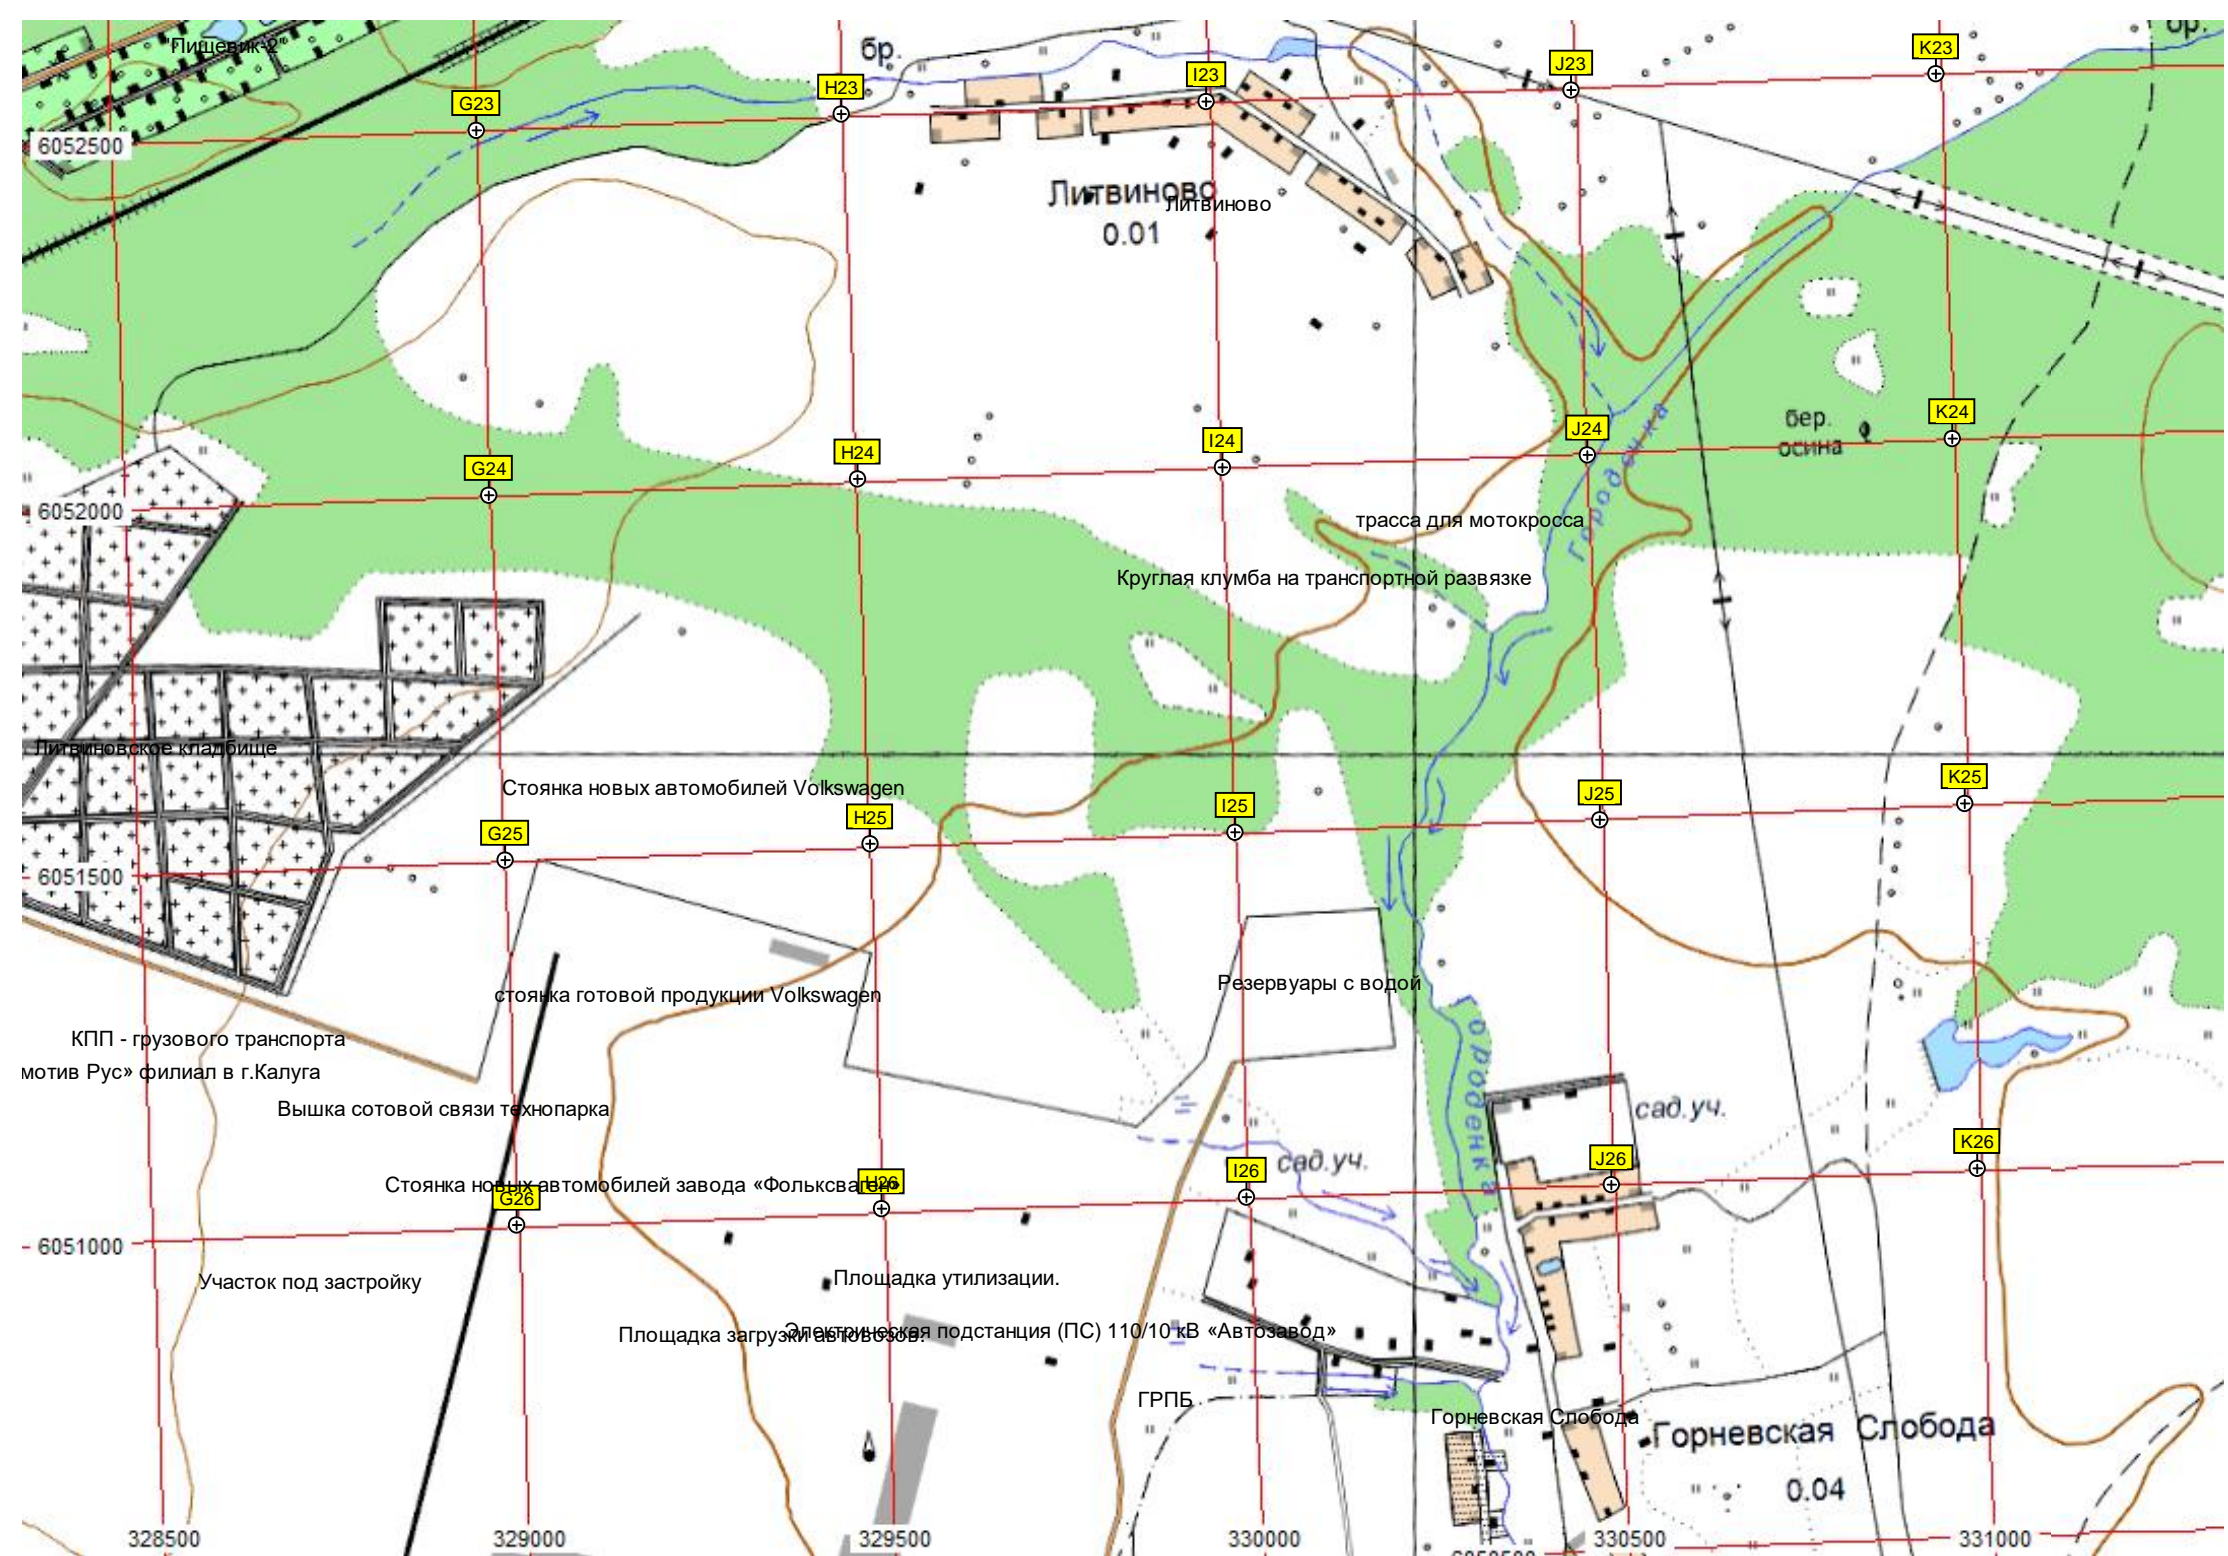 "Пищевик-2"
бр.
K23
J23
I23
H23
G23
6052500
Литвиново
Литвиново
0.01
K24
бер.
осина
J24
I24
H24
G24
Городенка
6052000
трасса для мотокросса
Круглая клумба на транспортной развязке
Литвиновское кладбище
Стоянка новых автомобилей Volkswagen
K25
J25
I25
H25
G25
6051500
Резервуары с водой
стоянка готовой продукции Volkswagen
ороденка
КПП - грузового транспорта
мотив Рус» филиал в г.Калуга
Вышка сотовой связи технопарка
сад.уч.
K26
J26
сад.уч.
I26
H26
Стоянка новых автомобилей завода «Фольксваген»
G26
6051000
Участок под застройку
Площадка утилизации.
Площадка загрузки автовозов.
Электрическая подстанция (ПС) 110/10 кВ «Автозавод»
ГРПБ
Горневская Слобода
Горневская Слобода
0.04
328500
329000
329500
330000
330500
331000